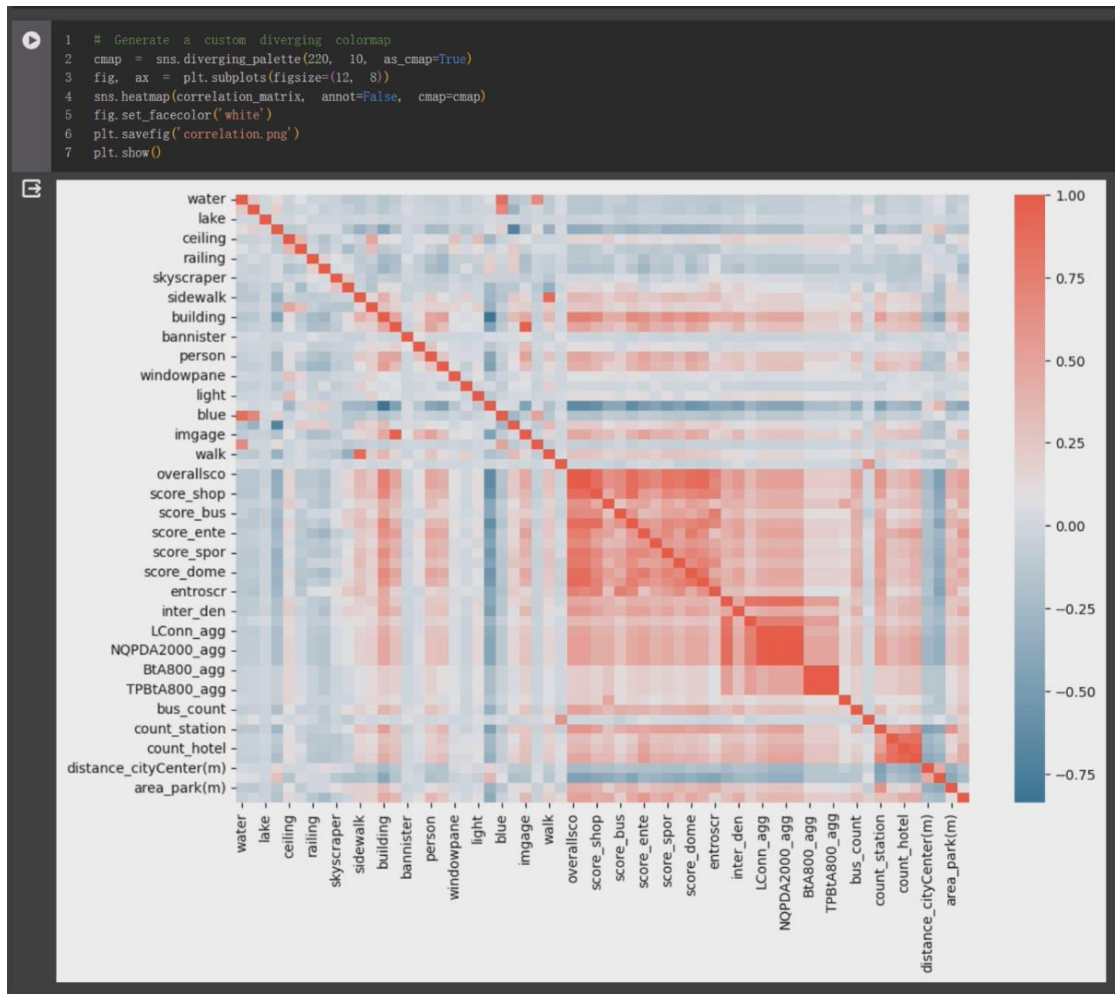 1 # Generate a custom diverging colormap
2 cmap = sns.diverging_palette(220, 10, as_cmap=True)
3 fig, ax = plt.subplots(figsize=(12, 8))
4 sns.heatmap(correlation_matrix, annot=False, cmap=cmap)
5 fig.set_facecolor('white')
6 plt.savefig('correlation.png')
7 plt.show()
water
lake
ceiling
railing
skyscraper
sidewalk
building
bannister
person
windowpane
light
blue
imgage
walk
overallsco
score_shop
score_bus
score_ente
score_spor
score_dome
entroscr
inter_den
LConn_agg
NQPDA2000_agg
BtA800_agg
TPBtA800_agg
bus_count
count_station
count_hotel
distance_cityCenter(m)
area_park(m)
water
lake
ceiling
railing
skyscraper
sidewalk
building
bannister
person
windowpane
light
blue
imgage
walk
overallsco
score_shop
score_bus
score_ente
score_spor
score_dome
entroscr
inter_den
LConn_agg
NQPDA2000_agg
BtA800_agg
TPBtA800_agg
bus_count
count_station
count_hotel
distance_cityCenter(m)
area_park(m)
1.00
0.75
0.50
0.25
0.00
−0.25
−0.50
−0.75